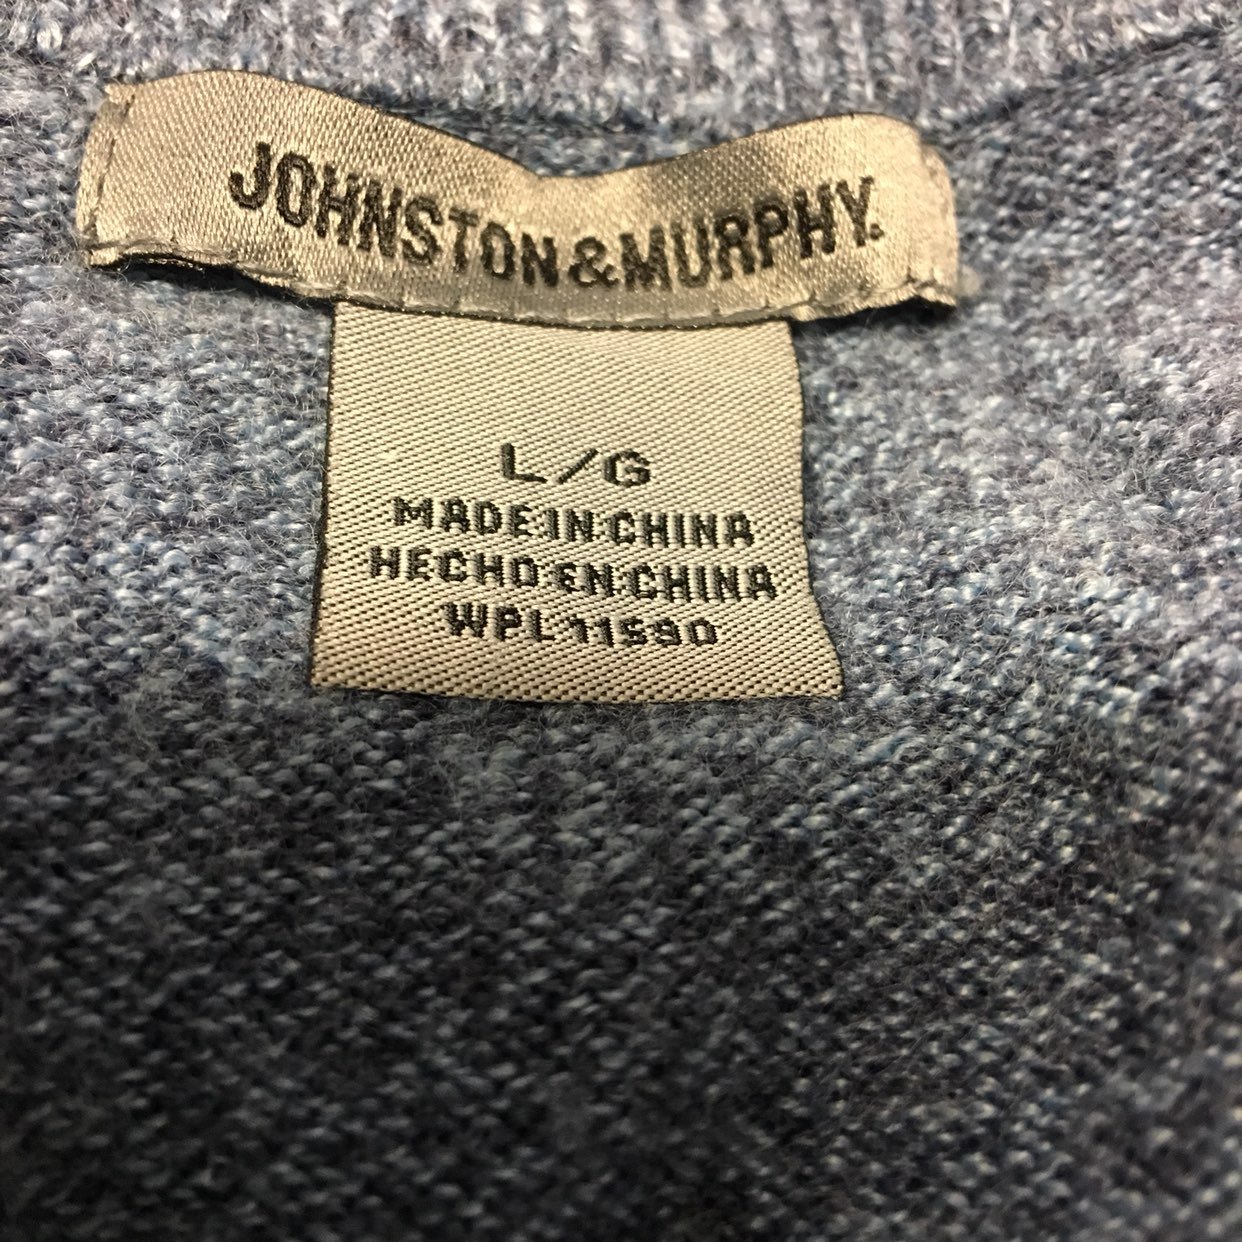 JOHNSTON & MURPHY.
L/G
MADE IN CHINA
HECHO EN CHINA
WPL 11590